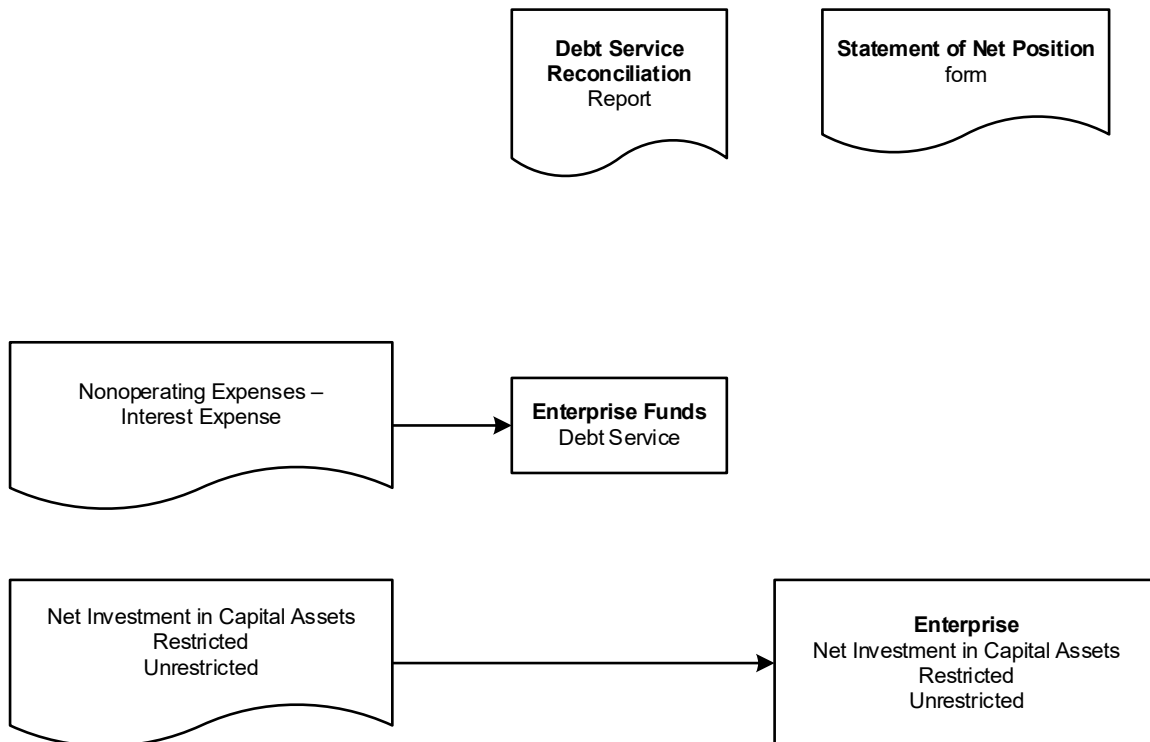 Debt Service
Reconciliation
Report
Statement of Net Position
form
Nonoperating Expenses –
Interest Expense
Enterprise Funds
Debt Service
Net Investment in Capital Assets
Restricted
Unrestricted
Enterprise
Net Investment in Capital Assets
Restricted
Unrestricted